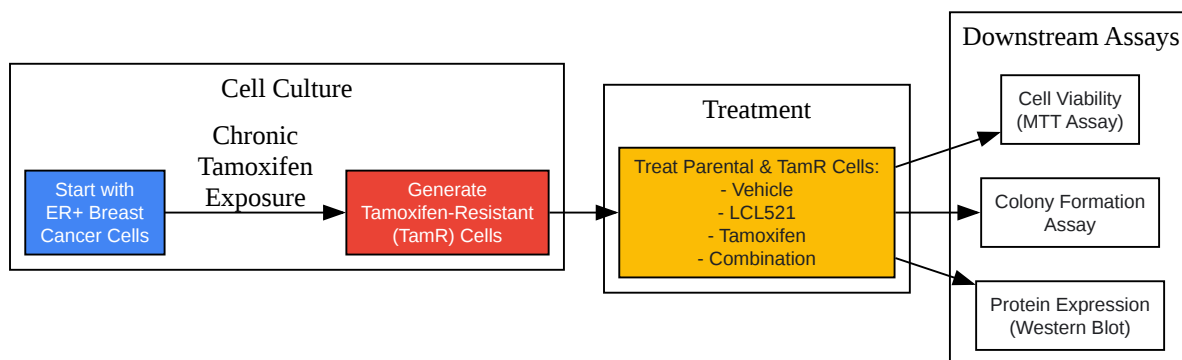 Cell Culture
Chronic
Tamoxifen
Exposure
Start with
ER+ Breast
Cancer Cells
Generate
Tamoxifen-Resistant
(TamR) Cells
Treatment
Treat Parental & TamR Cells:
- Vehicle
- LCL521
- Tamoxifen
- Combination
Downstream Assays
Cell Viability
(MTT Assay)
Colony Formation
Assay
Protein Expression
(Western Blot)